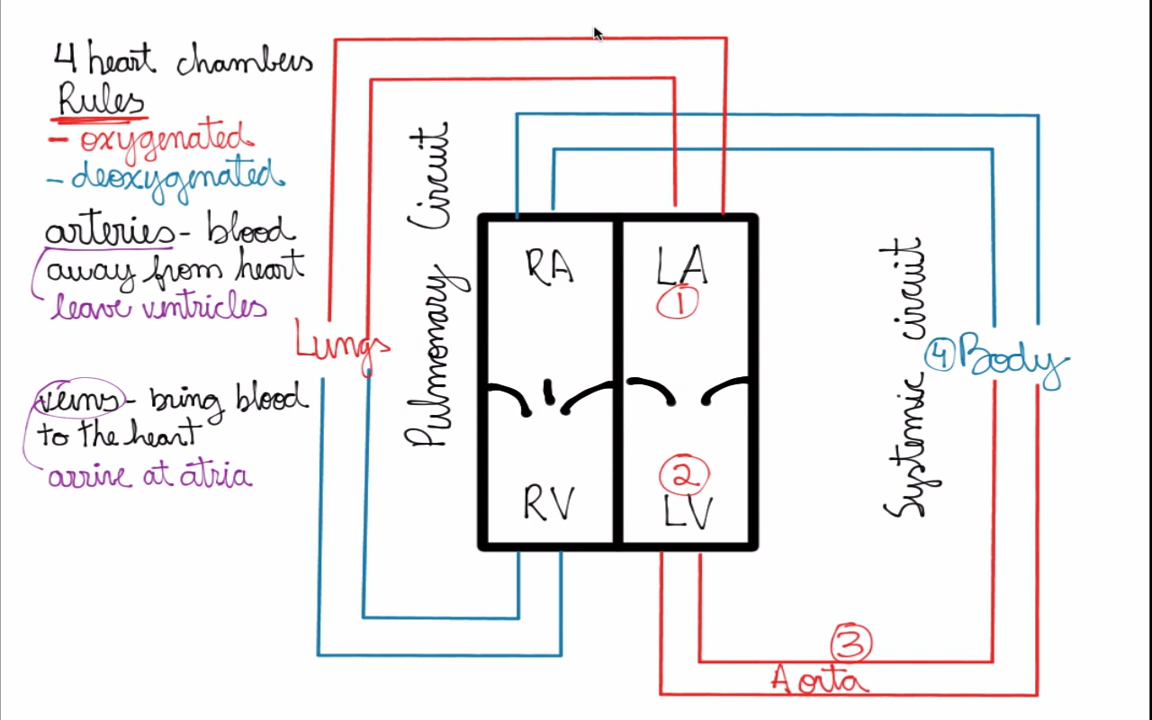 4 heart chambers
Rules
- oxygenated
- deoxygenated
arteries - blood
away from heart
leave ventricles
veins - bring blood
to the heart
arrive at atria
Lungs
Pulmonary Circuit
RA
LA
1
RV
2
LV
Systemic circuit
4 Body
3
Aorta